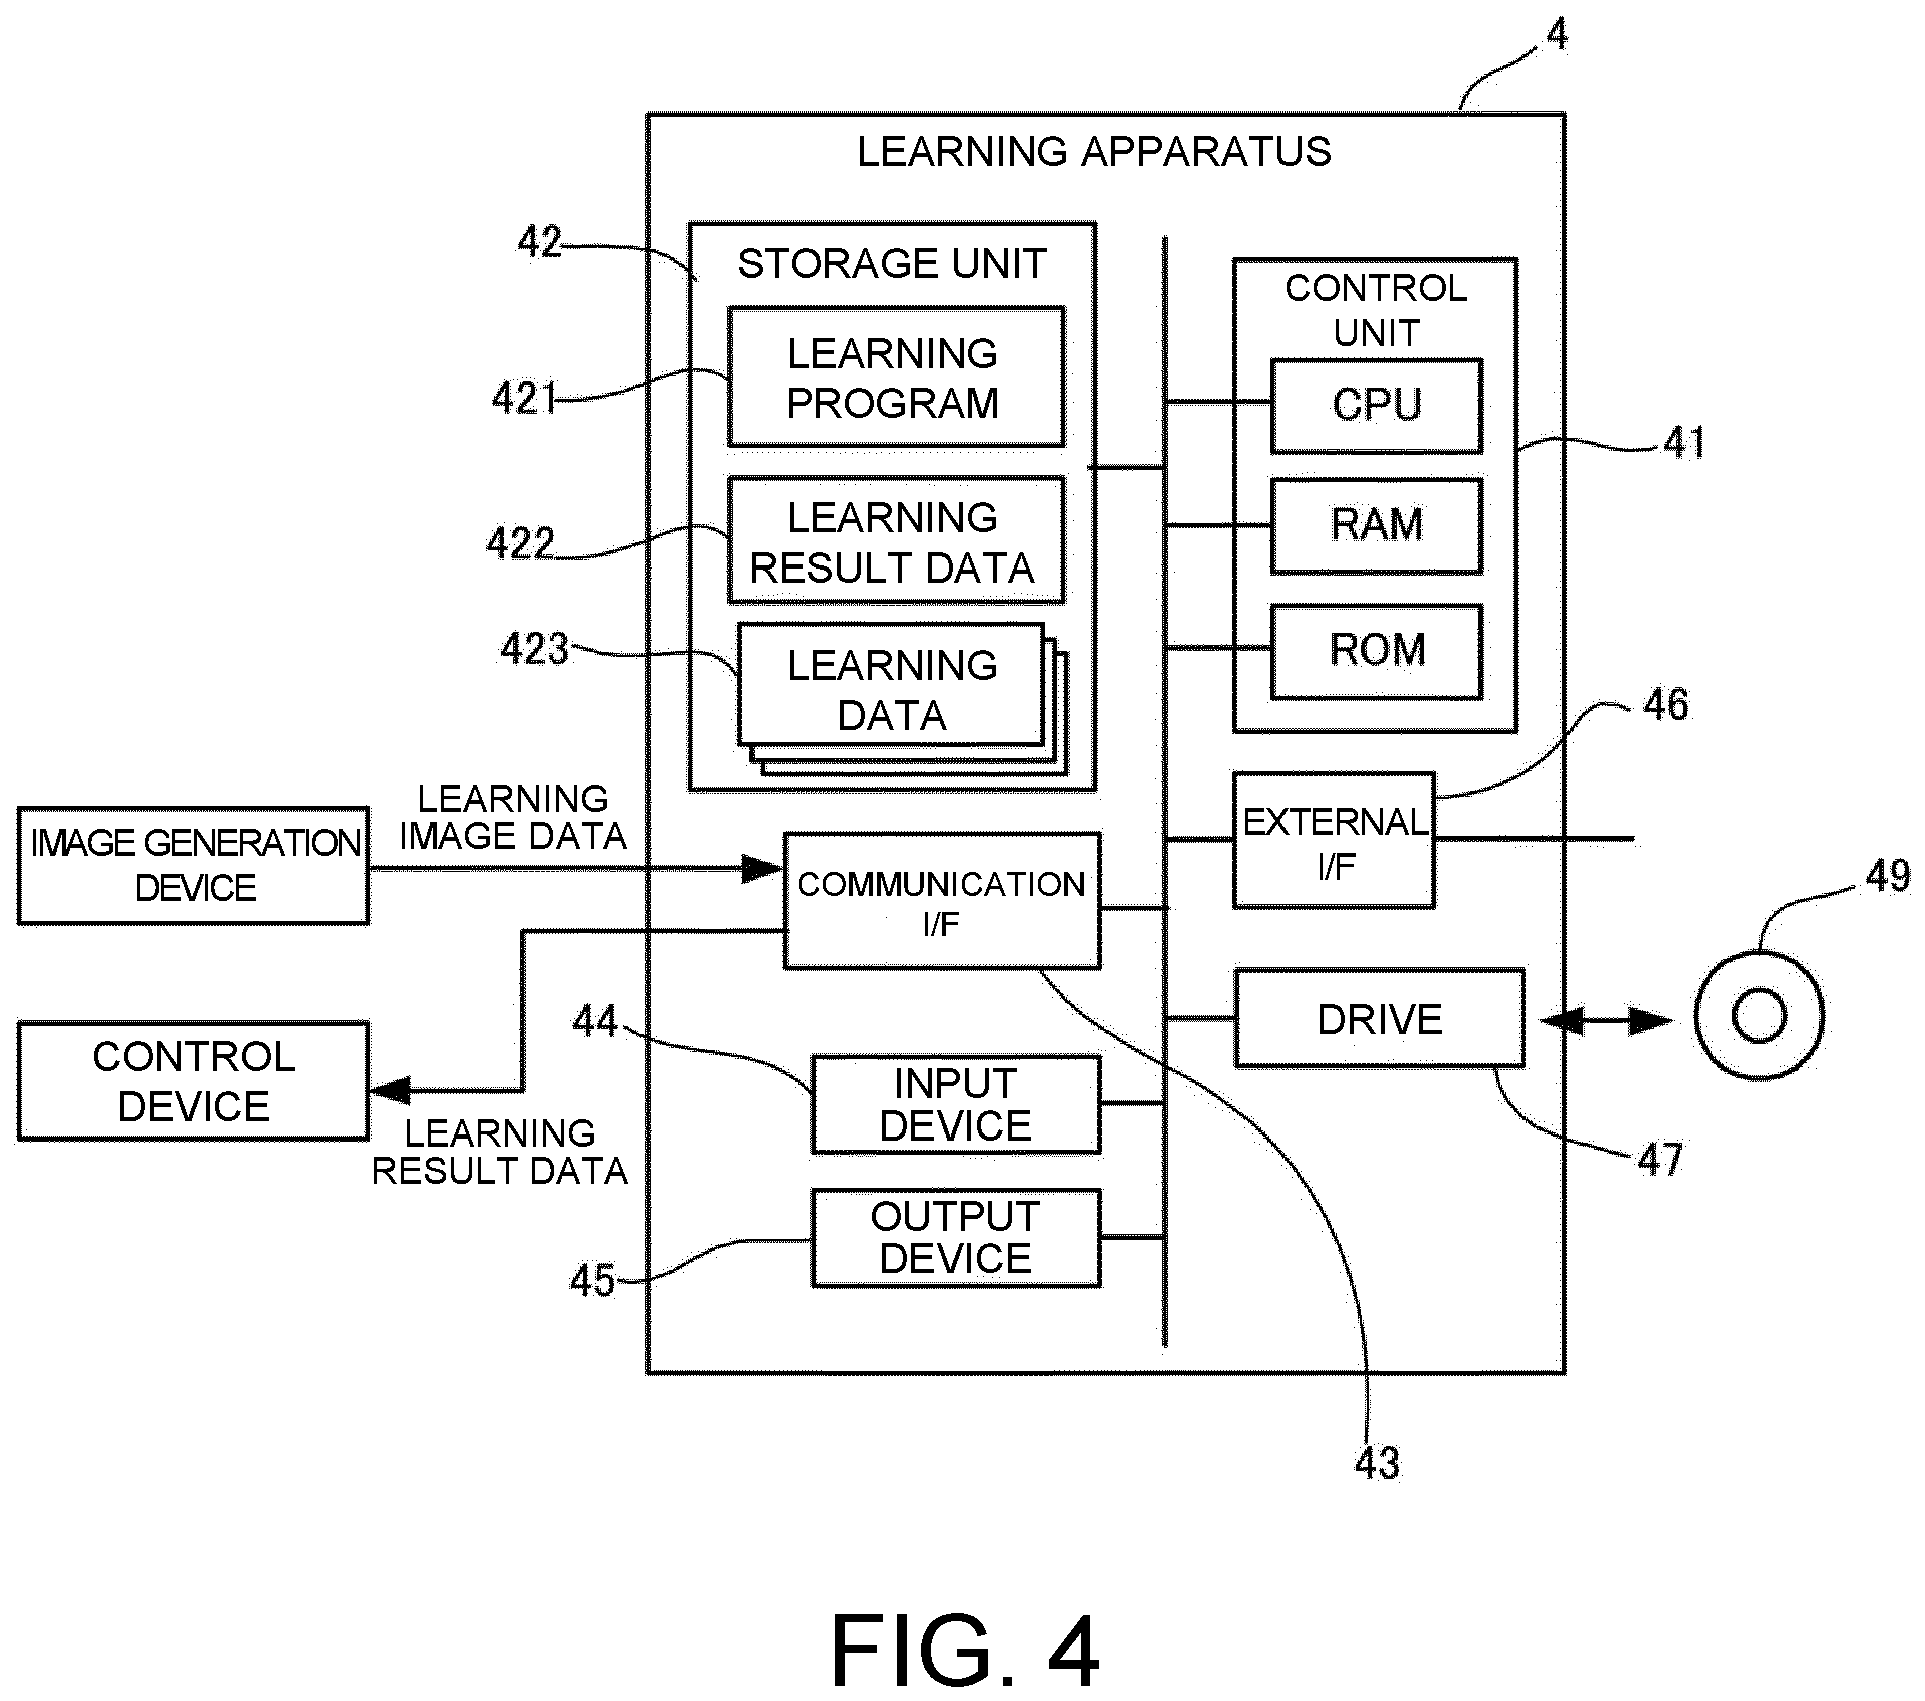 4
LEARNING APPARATUS
42
STORAGE UNIT
421
LEARNING
PROGRAM
422
LEARNING
RESULT DATA
423
LEARNING
DATA
CONTROL
UNIT
CPU
RAM
ROM
41
46
EXTERNAL
I/F
49
DRIVE
47
IMAGE GENERATION
DEVICE
LEARNING
IMAGE DATA
COMMUNICATION
I/F
CONTROL
DEVICE
LEARNING
RESULT DATA
44
INPUT
DEVICE
45
OUTPUT
DEVICE
43
FIG. 4